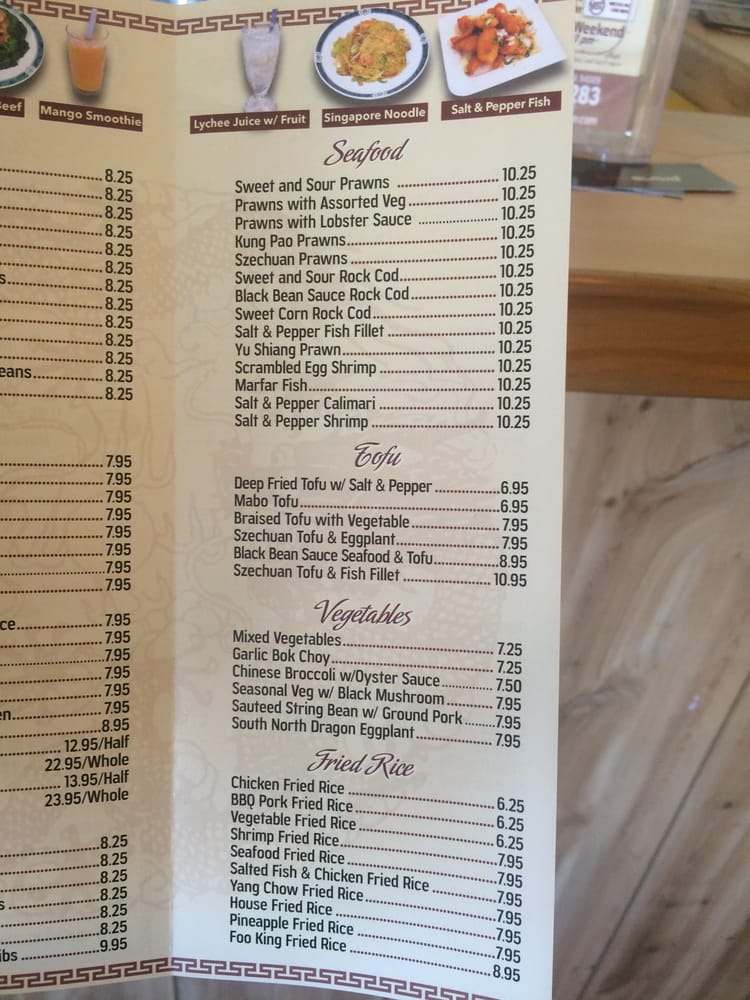 Beef
Mango Smoothie
Lychee Juice w/ Fruit
Singapore Noodle
Salt & Pepper Fish
Weekend
283
8.25
8.25
8.25
8.25
8.25
8.25
s 8.25
8.25
8.25
8.25
8.25
eans 8.25
8.25
7.95
7.95
7.95
7.95
7.95
7.95
7.95
7.95
ce 7.95
7.95
7.95
7.95
7.95
en 7.95
8.95
12.95/Half
22.95/Whole
13.95/Half
23.95/Whole
8.25
8.25
8.25
s 8.25
8.25
8.25
ibs 9.95
Seafood
Sweet and Sour Prawns 10.25
Prawns with Assorted Veg 10.25
Prawns with Lobster Sauce 10.25
Kung Pao Prawns 10.25
Szechuan Prawns 10.25
Sweet and Sour Rock Cod 10.25
Black Bean Sauce Rock Cod 10.25
Sweet Corn Rock Cod 10.25
Salt & Pepper Fish Fillet 10.25
Yu Shiang Prawn 10.25
Scrambled Egg Shrimp 10.25
Marfar Fish 10.25
Salt & Pepper Calimari 10.25
Salt & Pepper Shrimp 10.25
Tofu
Deep Fried Tofu w/ Salt & Pepper 6.95
Mabo Tofu 6.95
Braised Tofu with Vegetable 7.95
Szechuan Tofu & Eggplant 7.95
Black Bean Sauce Seafood & Tofu 8.95
Szechuan Tofu & Fish Fillet 10.95
Vegetables
Mixed Vegetables 7.25
Garlic Bok Choy 7.25
Chinese Broccoli w/Oyster Sauce 7.50
Seasonal Veg w/ Black Mushroom 7.95
Sauteed String Bean w/ Ground Pork 7.95
South North Dragon Eggplant 7.95
Fried Rice
Chicken Fried Rice 6.25
BBQ Pork Fried Rice 6.25
Vegetable Fried Rice 6.25
Shrimp Fried Rice 7.95
Seafood Fried Rice 7.95
Salted Fish & Chicken Fried Rice 7.95
Yang Chow Fried Rice 7.95
House Fried Rice 7.95
Pineapple Fried Rice 7.95
Foo King Fried Rice 8.95